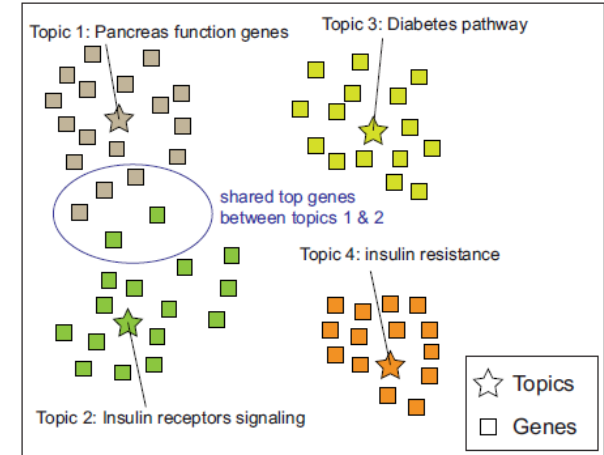 Topic 1: Pancreas function genes
Topic 3: Diabetes pathway
shared top genes
between topics 1 & 2
Topic 4: insulin resistance
Topic 2: Insulin receptors signaling
Topics
Genes